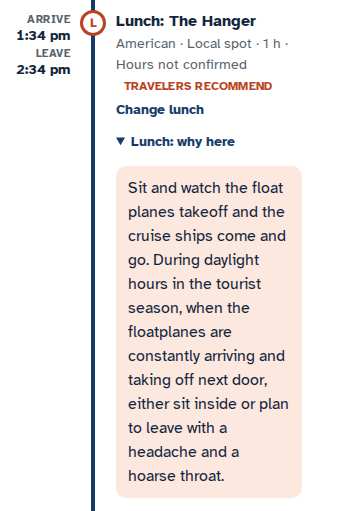 ARRIVE
1:34 pm
LEAVE
2:34 pm
L
Lunch: The Hanger
American · Local spot · 1 h ·
Hours not confirmed
TRAVELERS RECOMMEND
Change lunch
▼ Lunch: why here
Sit and watch the float
planes takeoff and the
cruise ships come and
go. During daylight
hours in the tourist
season, when the
floatplanes are
constantly arriving and
taking off next door,
either sit inside or plan
to leave with a
headache and a
hoarse throat.